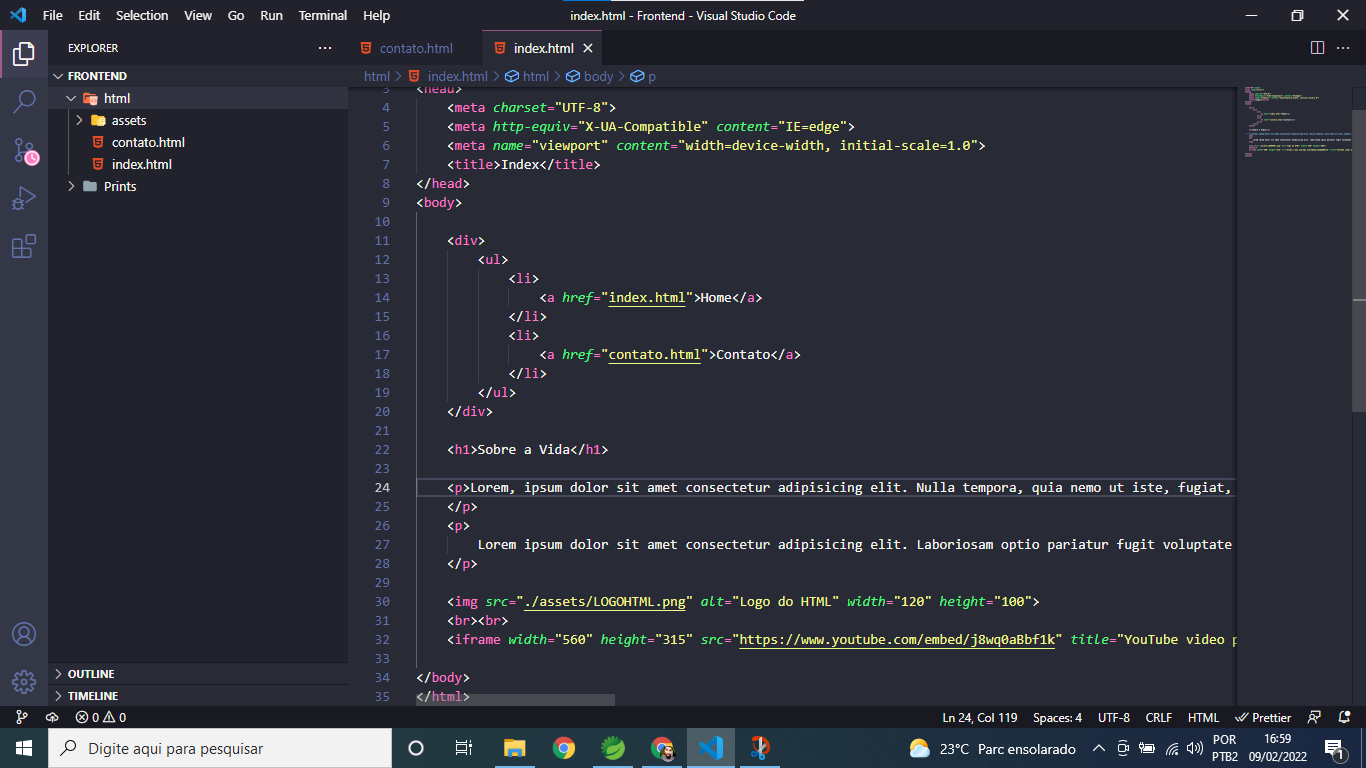 File Edit Selection View Go Run Terminal Help
index.html - Frontend - Visual Studio Code
EXPLORER
FRONTEND
html
assets
contato.html
index.html
Prints
OUTLINE
TIMELINE
contato.html
index.html
html > index.html > html > body > p
3 <head>
4 <meta charset="UTF-8">
5 <meta http-equiv="X-UA-Compatible" content="IE=edge">
6 <meta name="viewport" content="width=device-width, initial-scale=1.0">
7 <title>Index</title>
8 </head>
9 <body>
10
11 <div>
12 <ul>
13 <li>
14 <a href="index.html">Home</a>
15 </li>
16 <li>
17 <a href="contato.html">Contato</a>
18 </li>
19 </ul>
20 </div>
21
22 <h1>Sobre a Vida</h1>
23
24 <p>Lorem, ipsum dolor sit amet consectetur adipisicing elit. Nulla tempora, quia nemo ut iste, fugiat,
25 </p>
26 <p>
27 Lorem ipsum dolor sit amet consectetur adipisicing elit. Laboriosam optio pariatur fugit voluptate
28 </p>
29
30 <img src="./assets/LOGOHTML.png" alt="Logo do HTML" width="120" height="100">
31 <br><br>
32 <iframe width="560" height="315" src="https://www.youtube.com/embed/j8wq0aBbf1k" title="YouTube video p
33
34 </body>
35 </html>
0 0
Ln 24, Col 119 Spaces: 4 UTF-8 CRLF HTML Prettier
Digite aqui para pesquisar
23°C Parc ensolarado
POR
PTB2
16:59
09/02/2022
1